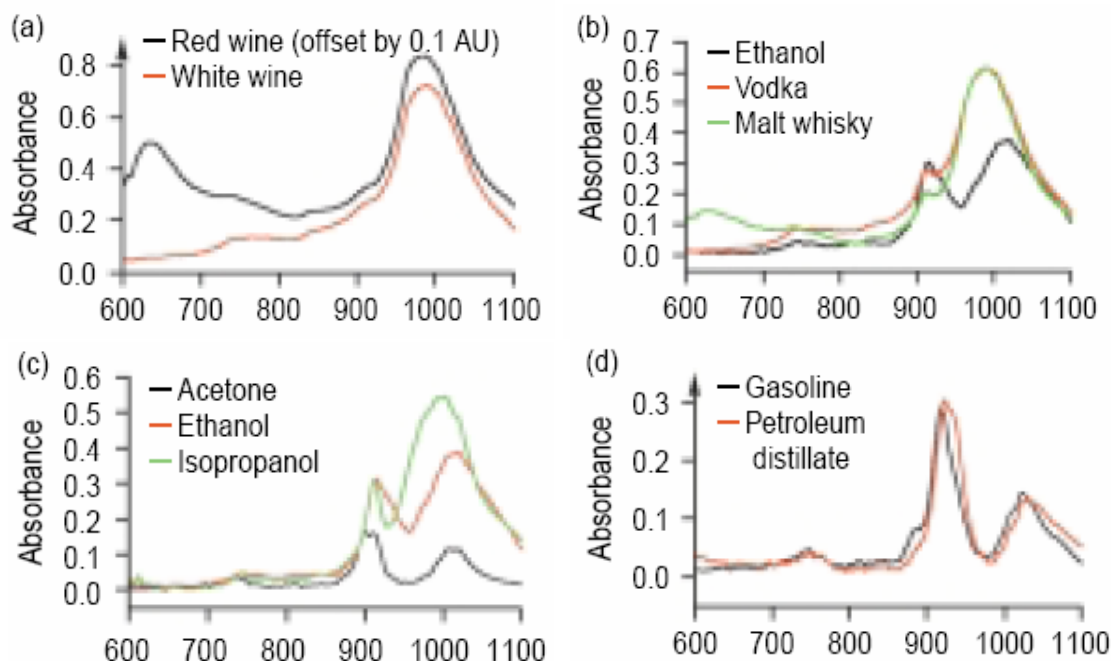 (a)
Red wine (offset by 0.1 AU)
White wine
Absorbance
0.8
0.6
0.4
0.2
0.0
600 700 800 900 1000 1100
(b)
Ethanol
Vodka
Malt whisky
Absorbance
0.7
0.6
0.5
0.4
0.3
0.2
0.1
0.0
600 700 800 900 1000 1100
(c)
Acetone
Ethanol
Isopropanol
Absorbance
0.6
0.5
0.4
0.3
0.2
0.1
0.0
600 700 800 900 1000 1100
(d)
Gasoline
Petroleum
distillate
Absorbance
0.3
0.2
0.1
0.0
600 700 800 900 1000 1100